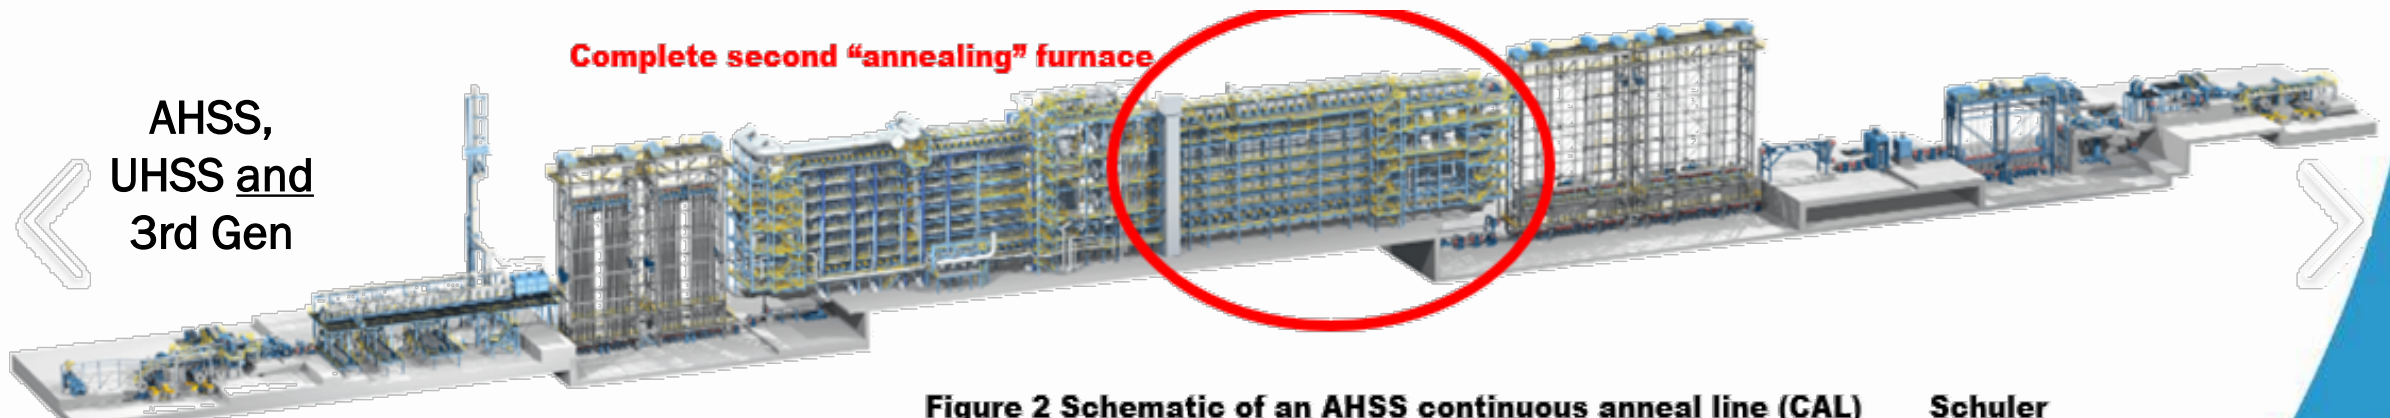 Complete second “annealing” furnace
AHSS,
UHSS and
3rd Gen
Figure 2 Schematic of an AHSS continuous anneal line (CAL) Schuler